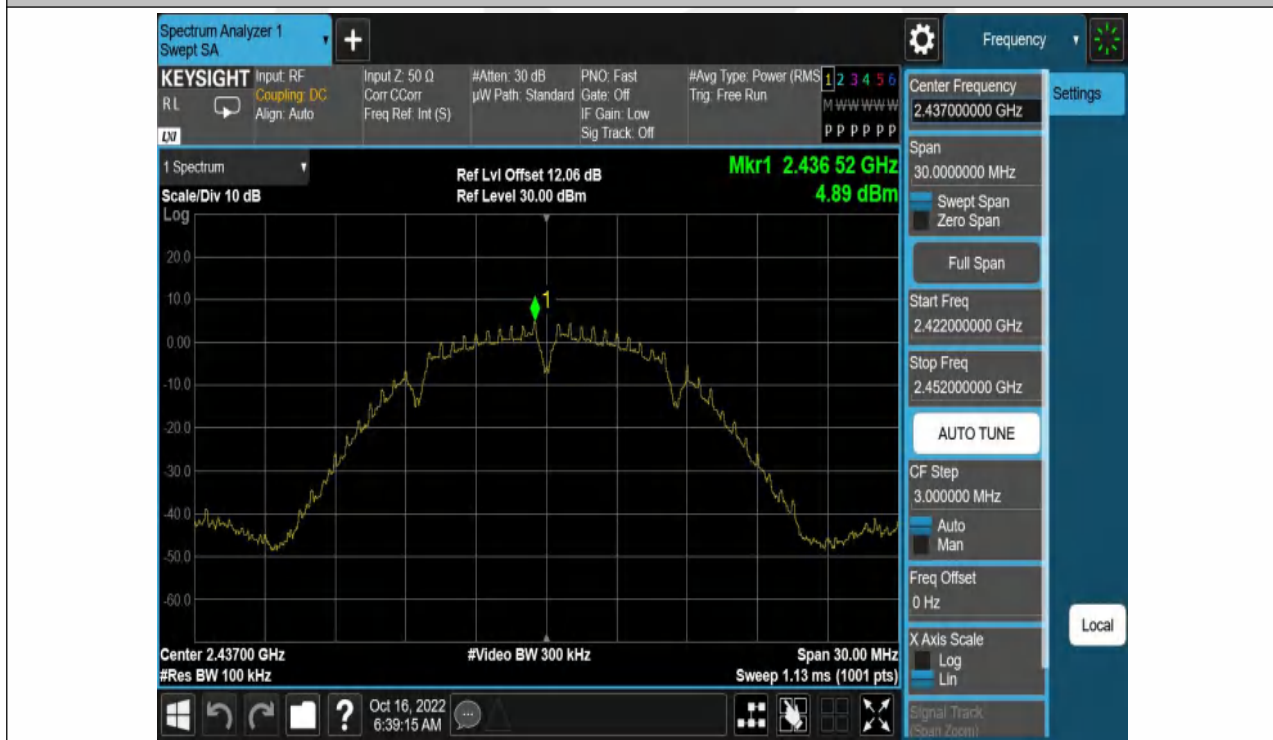 Spectrum Analyzer 1
Swept SA
+
Frequency
KEYSIGHT
RL
LXI
Input: RF
Coupling: DC
Align: Auto
Input Z: 50 Ω
Corr CCorr
Freq Ref: Int (S)
#Atten: 30 dB
µW Path: Standard
PNO: Fast
Gate: Off
IF Gain: Low
Sig Track: Off
#Avg Type: Power (RMS
Trig: Free Run
1 2 3 4 5 6
M W W W W W
P P P P P P
1 Spectrum
Scale/Div 10 dB
Log
Ref Lvl Offset 12.06 dB
Ref Level 30.00 dBm
Mkr1 2.436 52 GHz
4.89 dBm
20.0
10.0
0.00
-10.0
-20.0
-30.0
-40.0
-50.0
-60.0
1
Center 2.43700 GHz
#Res BW 100 kHz
#Video BW 300 kHz
Span 30.00 MHz
Sweep 1.13 ms (1001 pts)
Center Frequency
2.437000000 GHz
Settings
Span
30.0000000 MHz
Swept Span
Zero Span
Full Span
Start Freq
2.422000000 GHz
Stop Freq
2.452000000 GHz
AUTO TUNE
CF Step
3.000000 MHz
Auto
Man
Freq Offset
0 Hz
X Axis Scale
Log
Lin
Local
Signal Track
(Span Zoom)
?
Oct 16, 2022
6:39:15 AM